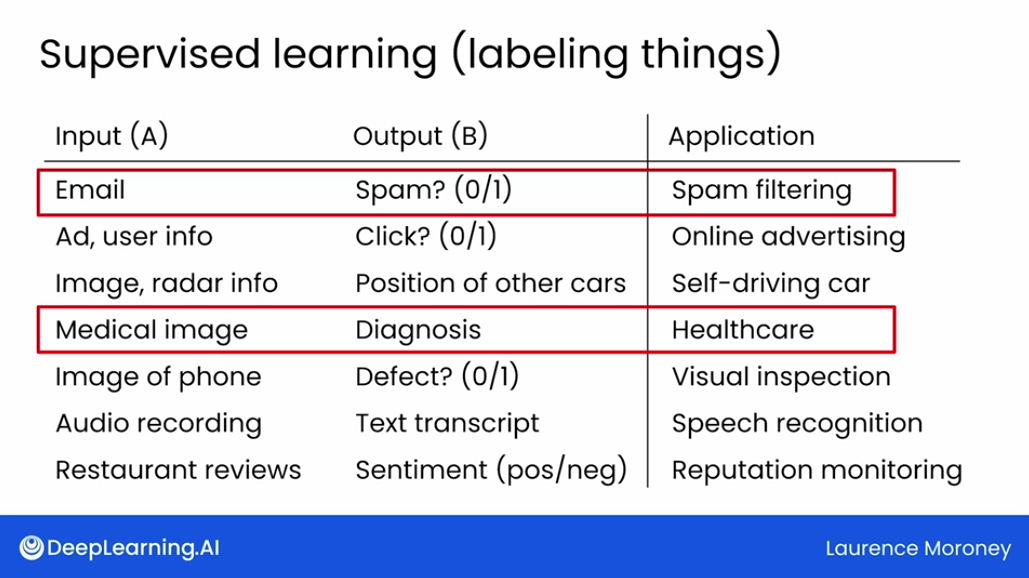 Supervised learning (labeling things)
Input (A) Output (B) Application
Email Spam? (0/1) Spam filtering
Ad, user info Click? (0/1) Online advertising
Image, radar info Position of other cars Self-driving car
Medical image Diagnosis Healthcare
Image of phone Defect? (0/1) Visual inspection
Audio recording Text transcript Speech recognition
Restaurant reviews Sentiment (pos/neg) Reputation monitoring
DeepLearning.AI Laurence Moroney